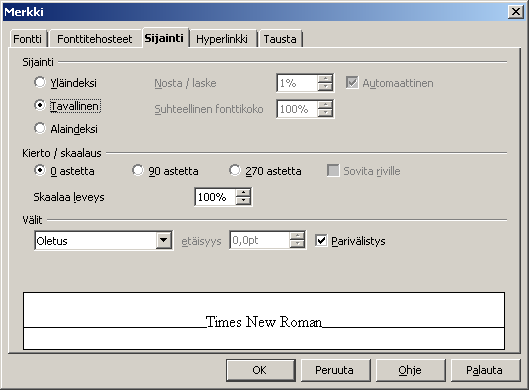 Merkki
Fontti Fonttitehosteet Sijainti Hyperlinkki Tausta
Sijainti
Yläindeksi Nosta / laske 1% Automaattinen
Tavallinen Suhteellinen fonttikoko 100%
Alaindeksi
Kierto / skaalaus
0 astetta 90 astetta 270 astetta Sovita riville
Skaalaa leveys 100%
Välit
Oletus etäisyys 0,0pt Parivälistys
Times New Roman
OK Peruuta Ohje Palauta